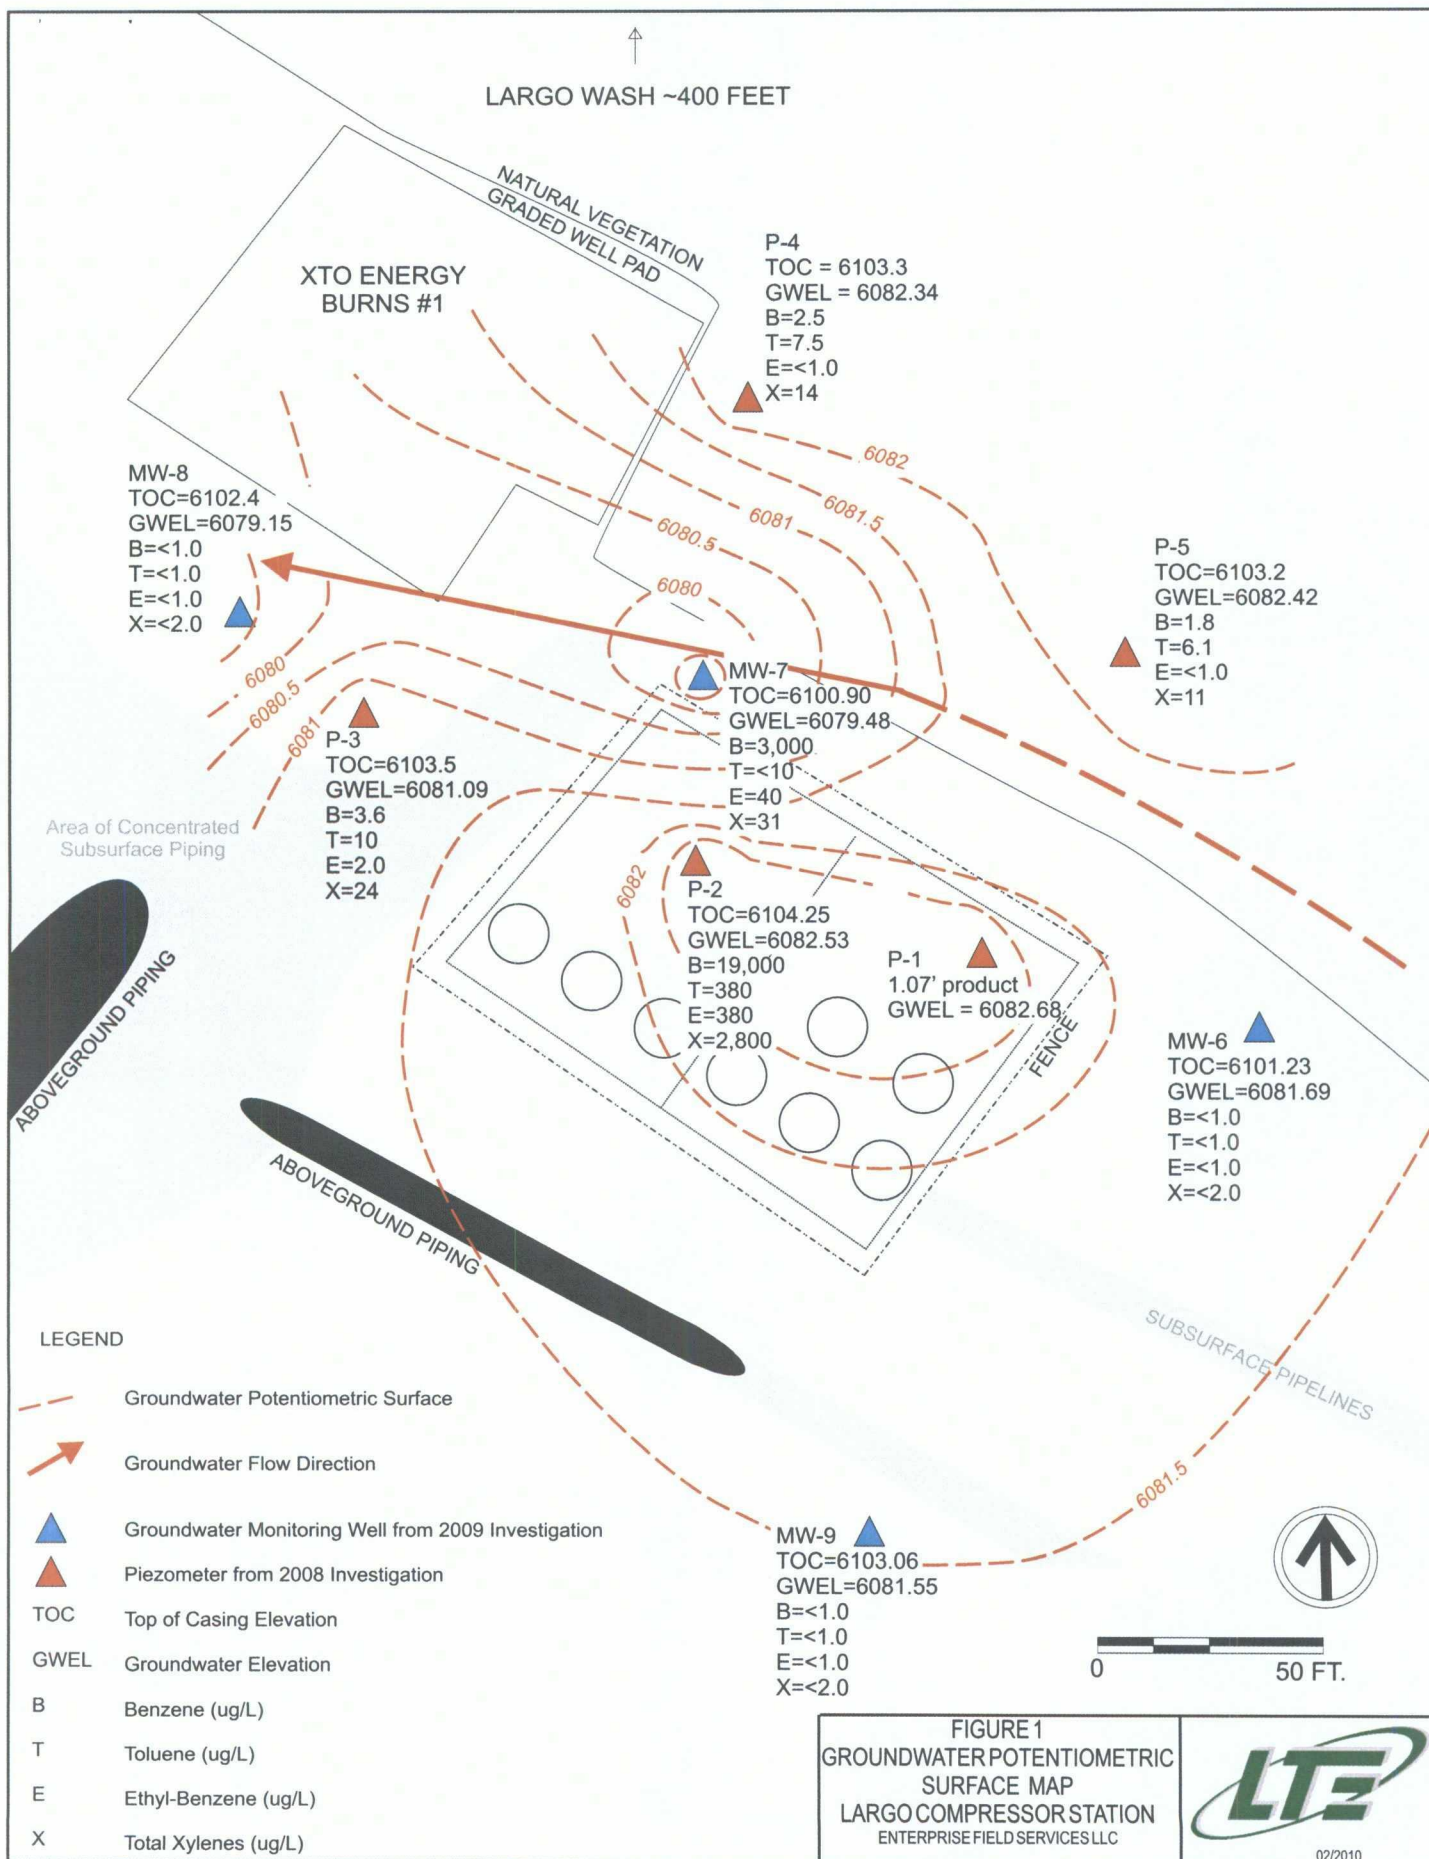 LARGO WASH ~400 FEET
NATURAL VEGETATION
GRADED WELL PAD
XTO ENERGY
BURNS #1
P-4
TOC = 6103.3
GWEL = 6082.34
B=2.5
T=7.5
E=<1.0
X=14
6082
6081.5
6081
6080.5
6080
MW-8
TOC=6102.4
GWEL=6079.15
B=<1.0
T=<1.0
E=<1.0
X=<2.0
P-5
TOC=6103.2
GWEL=6082.42
B=1.8
T=6.1
E=<1.0
X=11
6080
6080.5
6081
MW-7
TOC=6100.90
GWEL=6079.48
B=3,000
T=<10
E=40
X=31
P-3
TOC=6103.5
GWEL=6081.09
B=3.6
T=10
E=2.0
X=24
Area of Concentrated
Subsurface Piping
6082
P-2
TOC=6104.25
GWEL=6082.53
B=19,000
T=380
E=380
X=2,800
P-1
1.07' product
GWEL = 6082.68
FENCE
MW-6
TOC=6101.23
GWEL=6081.69
B=<1.0
T=<1.0
E=<1.0
X=<2.0
ABOVEGROUND PIPING
ABOVEGROUND PIPING
SUBSURFACE PIPELINES
6081.5
MW-9
TOC=6103.06
GWEL=6081.55
B=<1.0
T=<1.0
E=<1.0
X=<2.0
LEGEND
Groundwater Potentiometric Surface
Groundwater Flow Direction
Groundwater Monitoring Well from 2009 Investigation
Piezometer from 2008 Investigation
TOC Top of Casing Elevation
GWEL Groundwater Elevation
B Benzene (ug/L)
T Toluene (ug/L)
E Ethyl-Benzene (ug/L)
X Total Xylenes (ug/L)
0 50 FT.
FIGURE 1
GROUNDWATER POTENTIOMETRIC
SURFACE MAP
LARGO COMPRESSOR STATION
ENTERPRISE FIELD SERVICES LLC
LTE
02/2010